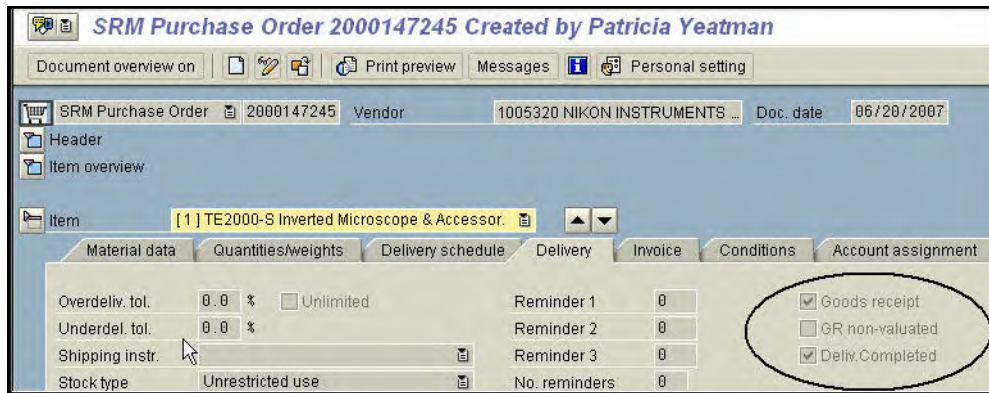 SRM Purchase Order 2000147245 Created by Patricia Yeatman
Document overview on Print preview Messages Personal setting
SRM Purchase Order 2000147245 Vendor 1005320 NIKON INSTRUMENTS ... Doc. date 06/20/2007
Header
Item overview
Item [ 1 ] TE2000-S Inverted Microscope & Accessor.
Material data Quantities/weights Delivery schedule Delivery Invoice Conditions Account assignment
Overdeliv. tol. 0.0 % Unlimited Reminder 1 0 Goods receipt
Underdel. tol. 0.0 % Reminder 2 0 GR non-valuated
Shipping instr. Reminder 3 0 Deliv.Completed
Stock type Unrestricted use No. reminders 0